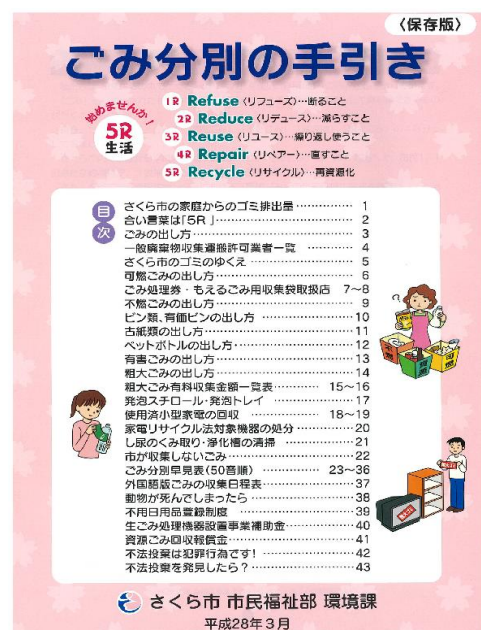 〈保存版〉
ごみ分別の手引き
始めませんか!
5R
生活
1R Refuse〈リフューズ〉…断ること
2R Reduce〈リデュース〉…減らすこと
3R Reuse〈リユース〉…繰り返し使うこと
4R Repair〈リペアー〉…直すこと
5R Recycle〈リサイクル〉…再資源化
目次
さくら市の家庭からのゴミ排出量…………… 1
合い言葉は「5R」…………………………… 2
ごみの出し方………………………………… 3
一般廃棄物収集運搬許可業者一覧 ………… 4
さくら市のゴミのゆくえ…………………… 5
可燃ごみの出し方…………………………… 6
ごみ処理券・もえるごみ用収集袋取扱店 7〜8
不燃ごみの出し方…………………………… 9
ビン類、有価ビンの出し方 ………………10
古紙類の出し方………………………………11
ペットボトルの出し方………………………12
有害ごみの出し方……………………………13
粗大ごみの出し方……………………………14
粗大ごみ有料収集金額一覧表………… 15〜16
発泡スチロール・発泡トレイ ……………17
使用済小型家電の回収 …………… 18〜19
家電リサイクル法対象機器の処分…………20
し尿のくみ取り・浄化槽の清掃 …………21
市が収集しないごみ…………………………22
ごみ分別早見表(50音順) ………… 23〜36
外国語版ごみの収集日程表…………………37
動物が死んでしまったら……………………38
不用日用品登録制度 ………………………39
生ごみ処理機器設置事業補助金……………40
資源ごみ回収報償金…………………………41
不法投棄は犯罪行為です! ………………42
不法投棄を発見したら?……………………43
さくら市 市民福祉部 環境課
平成28年3月